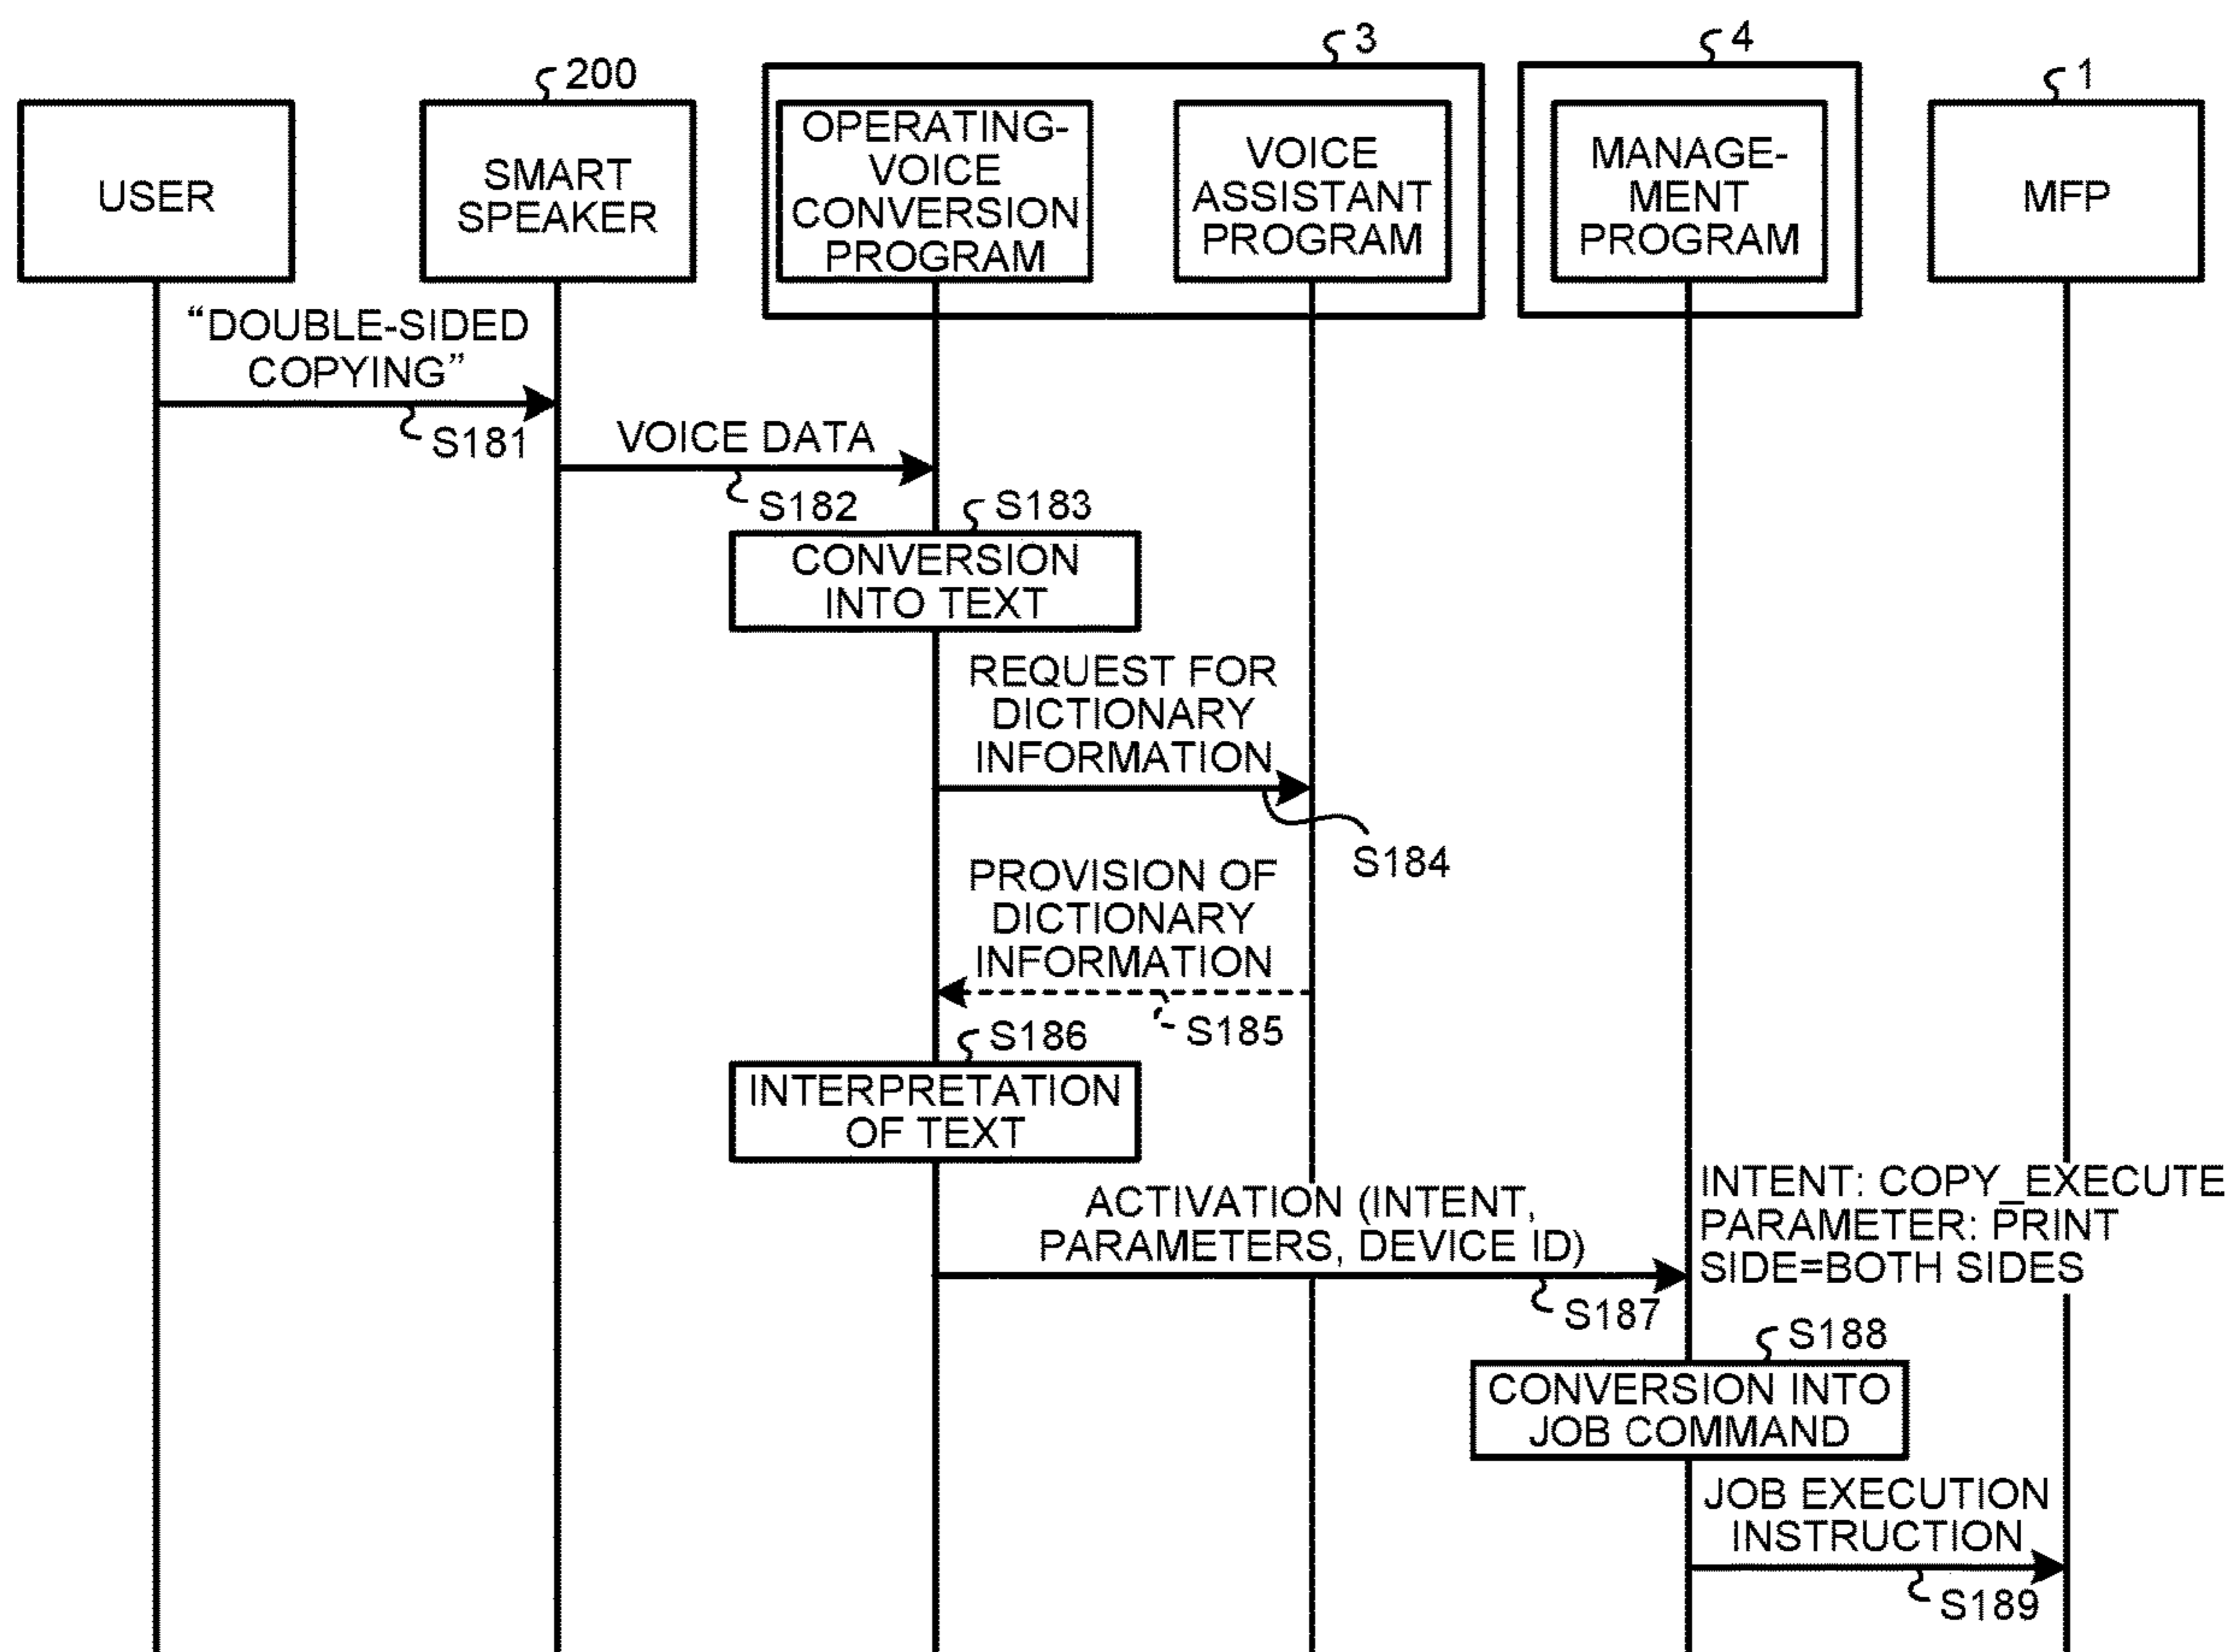 200
3
4
1
USER
SMART
SPEAKER
OPERATING-
VOICE
CONVERSION
PROGRAM
VOICE
ASSISTANT
PROGRAM
MANAGE-
MENT
PROGRAM
MFP
“DOUBLE-SIDED
COPYING”
S181
VOICE DATA
S182
S183
CONVERSION
INTO TEXT
REQUEST FOR
DICTIONARY
INFORMATION
S184
PROVISION OF
DICTIONARY
INFORMATION
S185
S186
INTERPRETATION
OF TEXT
ACTIVATION (INTENT,
PARAMETERS, DEVICE ID)
S187
INTENT: COPY_EXECUTE
PARAMETER: PRINT
SIDE=BOTH SIDES
S188
CONVERSION INTO
JOB COMMAND
JOB EXECUTION
INSTRUCTION
S189